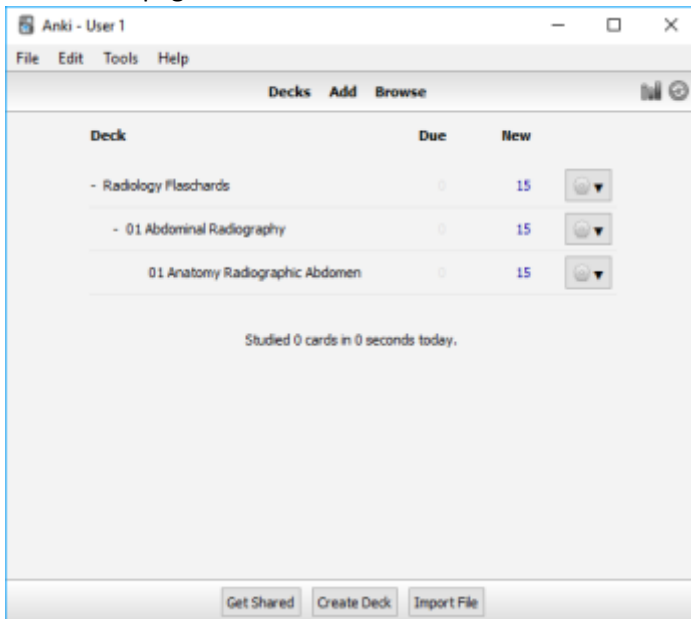 Anki - User 1
File Edit Tools Help
Decks Add Browse
Deck Due New
- Radiology Flaschards 0 15
- 01 Abdominal Radiography 0 15
01 Anatomy Radiographic Abdomen 0 15
Studied 0 cards in 0 seconds today.
Get Shared Create Deck Import File